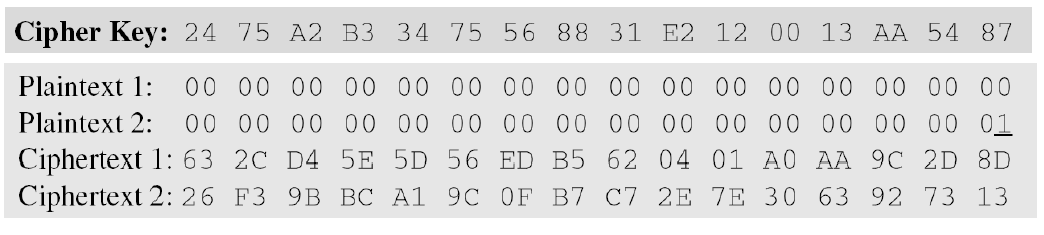 Cipher Key: 24 75 A2 B3 34 75 56 88 31 E2 12 00 13 AA 54 87
Plaintext 1: 00 00 00 00 00 00 00 00 00 00 00 00 00 00 00 00
Plaintext 2: 00 00 00 00 00 00 00 00 00 00 00 00 00 00 00 01
Ciphertext 1: 63 2C D4 5E 5D 56 ED B5 62 04 01 A0 AA 9C 2D 8D
Ciphertext 2: 26 F3 9B BC A1 9C 0F B7 C7 2E 7E 30 63 92 73 13